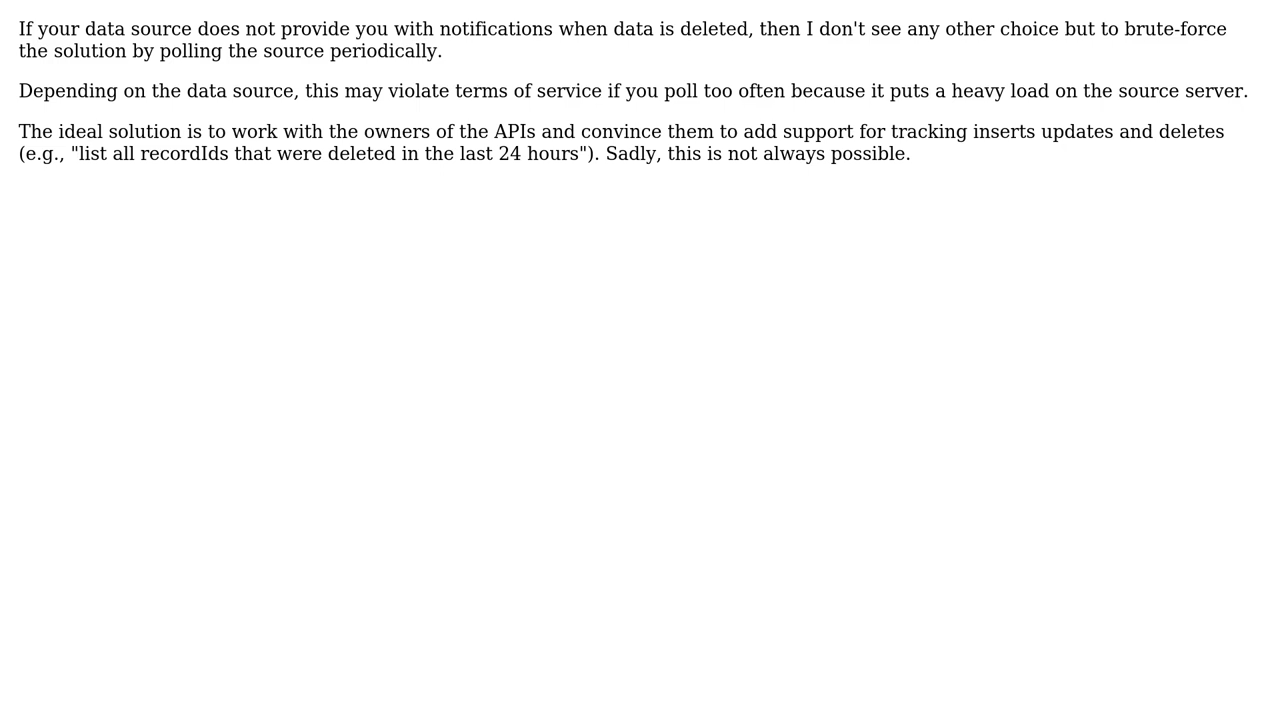 If your data source does not provide you with notifications when data is deleted, then I don't see any other choice but to brute-force
the solution by polling the source periodically.
Depending on the data source, this may violate terms of service if you poll too often because it puts a heavy load on the source server.
The ideal solution is to work with the owners of the APIs and convince them to add support for tracking inserts updates and deletes
(e.g., "list all recordIds that were deleted in the last 24 hours"). Sadly, this is not always possible.